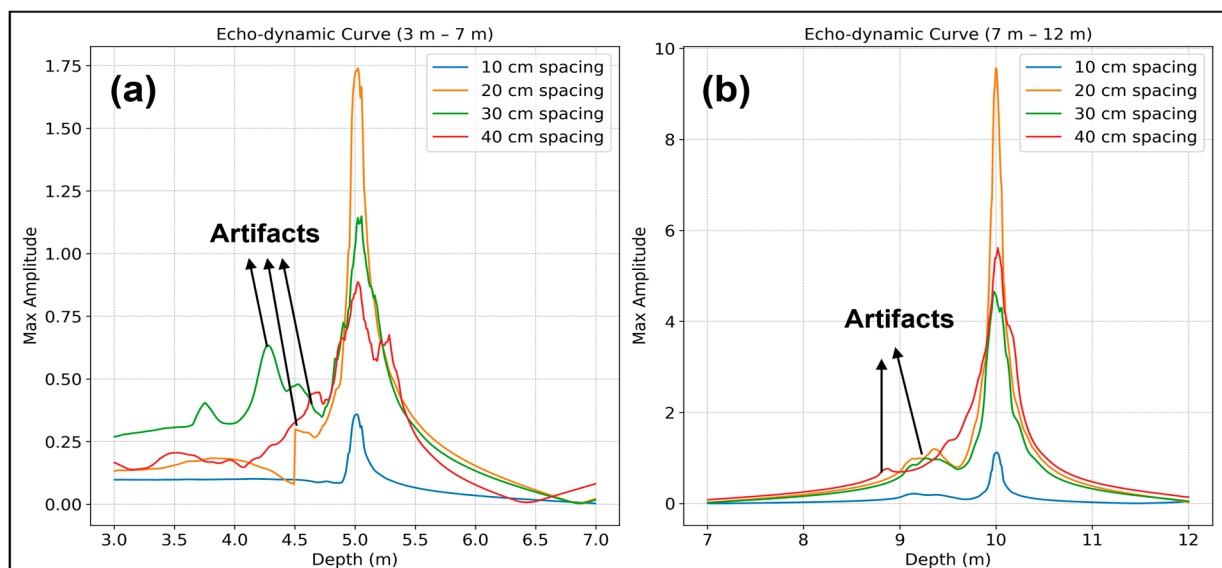 Echo-dynamic Curve (3 m – 7 m)
(a)
10 cm spacing
20 cm spacing
30 cm spacing
40 cm spacing
Artifacts
Max Amplitude
1.75
1.50
1.25
1.00
0.75
0.50
0.25
0.00
3.0 3.5 4.0 4.5 5.0 5.5 6.0 6.5 7.0
Depth (m)
Echo-dynamic Curve (7 m – 12 m)
(b)
10 cm spacing
20 cm spacing
30 cm spacing
40 cm spacing
Artifacts
Max Amplitude
10
8
6
4
2
0
7 8 9 10 11 12
Depth (m)